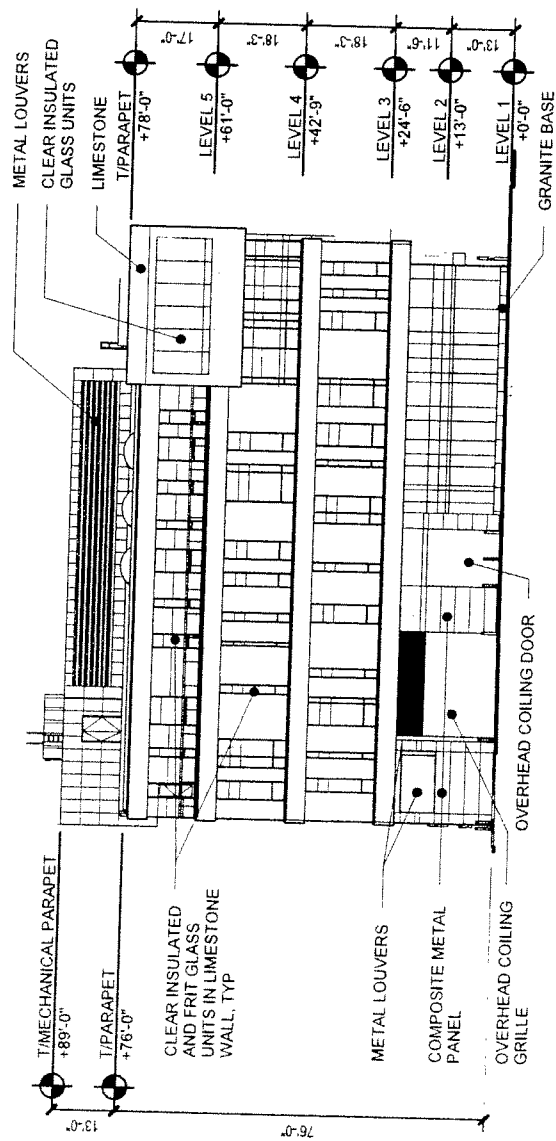 METAL LOUVERS
CLEAR INSULATED
GLASS UNITS
LIMESTONE
T/PARAPET
+78'-0"
17'-0"
LEVEL 5
+61'-0"
18'-3"
LEVEL 4
+42'-9"
18'-3"
LEVEL 3
+24'-6"
11'-6"
LEVEL 2
+13'-0"
13'-0"
LEVEL 1
+0'-0"
GRANITE BASE
T/MECHANICAL PARAPET
+89'-0"
13'-0"
T/PARAPET
+76'-0"
76'-0"
CLEAR INSULATED
AND FRIT GLASS
UNITS IN LIMESTONE
WALL, TYP
METAL LOUVERS
COMPOSITE METAL
PANEL
OVERHEAD COILING
GRILLE
OVERHEAD COILING DOOR